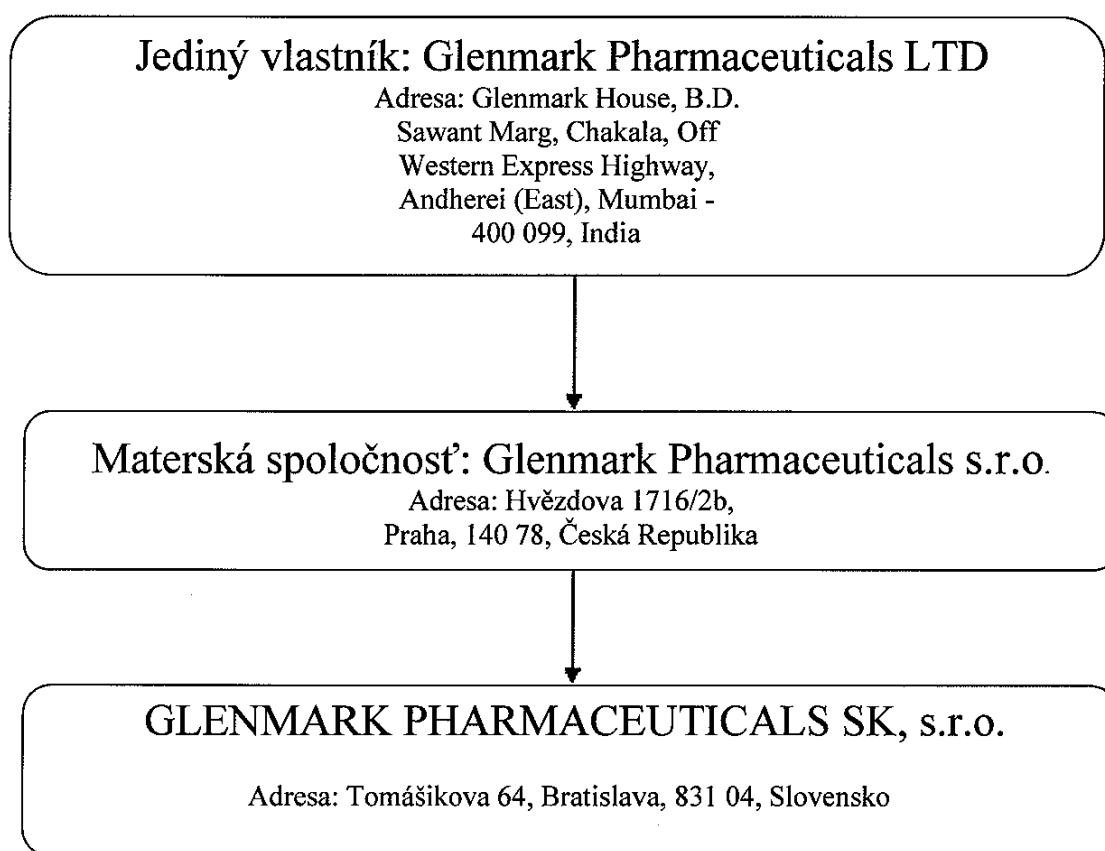 Jediný vlastník: Glenmark Pharmaceuticals LTD
Adresa: Glenmark House, B.D.
Sawant Marg, Chakala, Off
Western Express Highway,
Andherei (East), Mumbai -
400 099, India
Materská spoločnosť: Glenmark Pharmaceuticals s.r.o.
Adresa: Hvězdova 1716/2b,
Praha, 140 78, Česká Republika
GLENMARK PHARMACEUTICALS SK, s.r.o.
Adresa: Tomášikova 64, Bratislava, 831 04, Slovensko